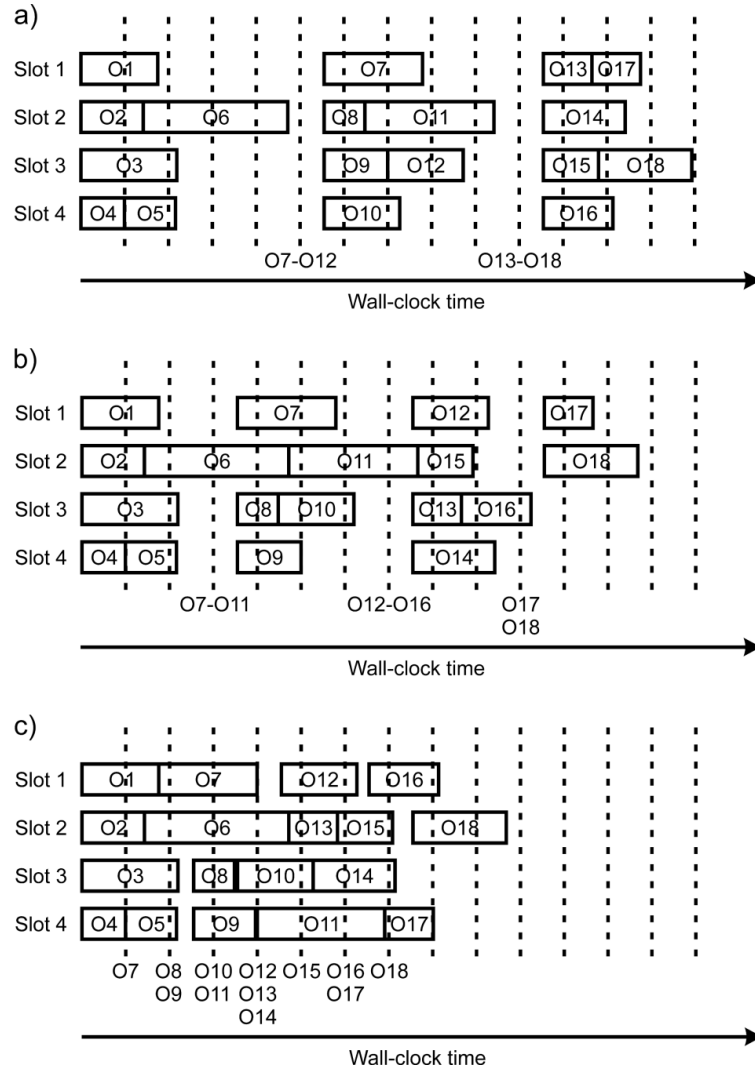 a)
Slot 1 O1 O7 O13 O17
Slot 2 O2 O6 O8 O11 O14
Slot 3 O3 O9 O12 O15 O18
Slot 4 O4 O5 O10 O16
O7-O12 O13-O18
Wall-clock time
b)
Slot 1 O1 O7 O12 O17
Slot 2 O2 O6 O11 O15 O18
Slot 3 O3 O8 O10 O13 O16
Slot 4 O4 O5 O9 O14
O7-O11 O12-O16 O17
O18
Wall-clock time
c)
Slot 1 O1 O7 O12 O16
Slot 2 O2 O6 O13 O15 O18
Slot 3 O3 O8 O10 O14
Slot 4 O4 O5 O9 O11 O17
O7 O8 O10 O12 O15 O16 O18
O9 O11 O13 O17
O14
Wall-clock time